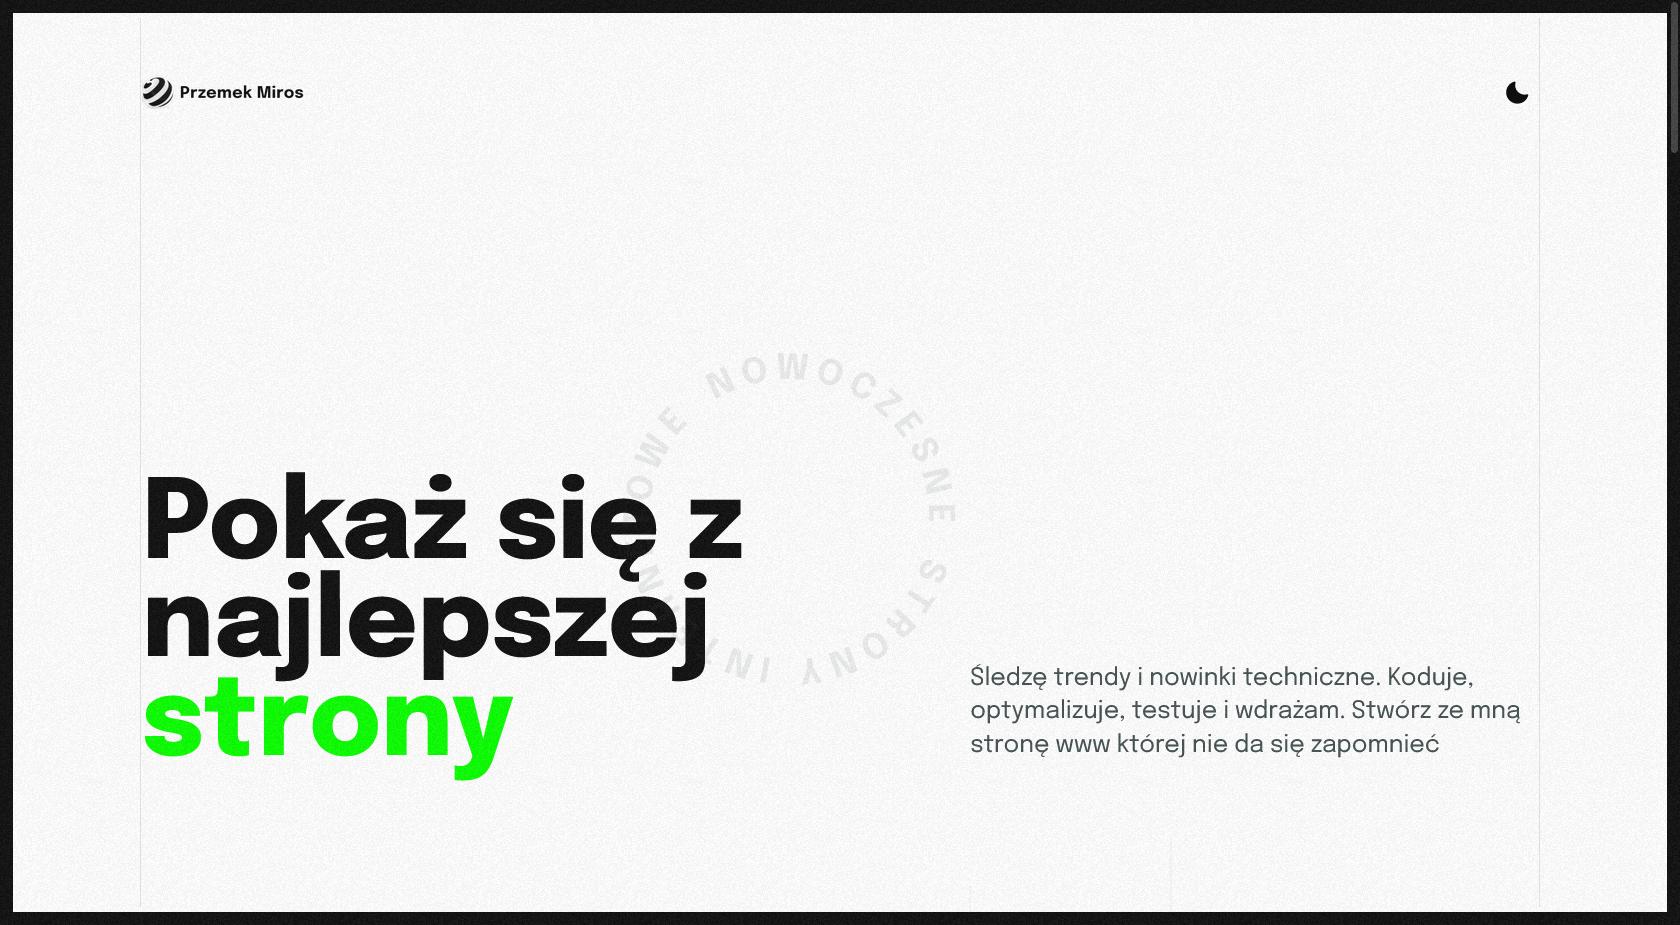 Przemek Miros
NOWOCZESNE STRONY
Pokaż się z
najlepszej
strony
Śledzę trendy i nowinki techniczne. Koduje,
optymalizuje, testuje i wdrażam. Stwórz ze mną
stronę www której nie da się zapomnieć